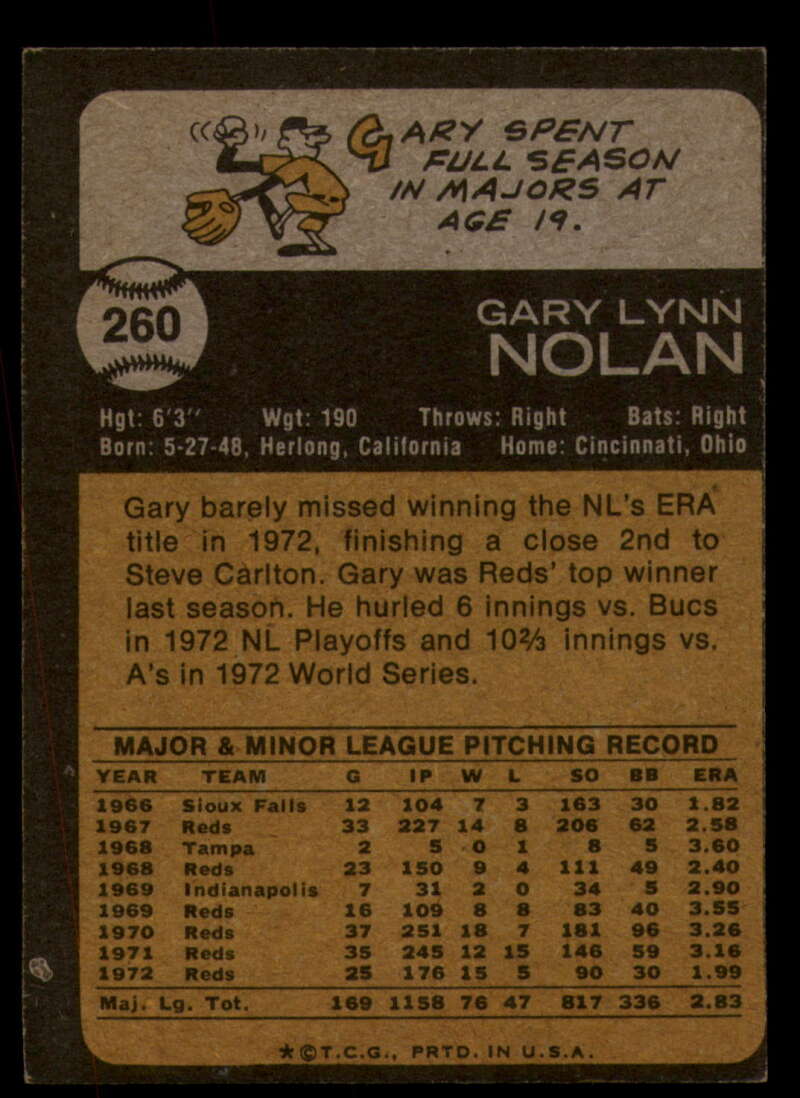 GARY SPENT
FULL SEASON
IN MAJORS AT
AGE 19.
260
GARY LYNN
NOLAN
Hgt: 6'3" Wgt: 190 Throws: Right Bats: Right
Born: 5-27-48, Herlong, California Home: Cincinnati, Ohio
Gary barely missed winning the NL's ERA
title in 1972, finishing a close 2nd to
Steve Carlton. Gary was Reds' top winner
last season. He hurled 6 innings vs. Bucs
in 1972 NL Playoffs and 10⅔ innings vs.
A's in 1972 World Series.
MAJOR & MINOR LEAGUE PITCHING RECORD
YEAR TEAM G IP W L SO BB ERA
1966 Sioux Falls 12 104 7 3 163 30 1.82
1967 Reds 33 227 14 8 206 62 2.58
1968 Tampa 2 5 0 1 8 5 3.60
1968 Reds 23 150 9 4 111 49 2.40
1969 Indianapolis 7 31 2 0 34 5 2.90
1969 Reds 16 109 8 8 83 40 3.55
1970 Reds 37 251 18 7 181 96 3.26
1971 Reds 35 245 12 15 146 59 3.16
1972 Reds 25 176 15 5 90 30 1.99
Maj. Lg. Tot. 169 1158 76 47 817 336 2.83
★©T.C.G., PRTD. IN U.S.A.